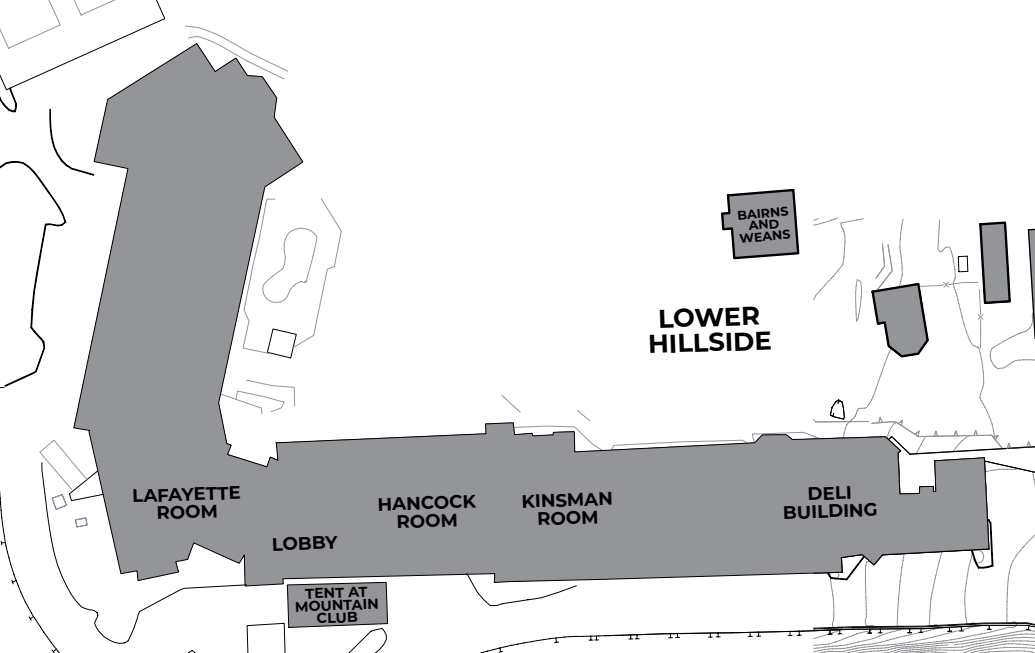 BAIRNS
AND
WEANS
LOWER
HILLSIDE
LAFAYETTE
ROOM
HANCOCK
ROOM
KINSMAN
ROOM
DELI
BUILDING
LOBBY
TENT AT
MOUNTAIN
CLUB